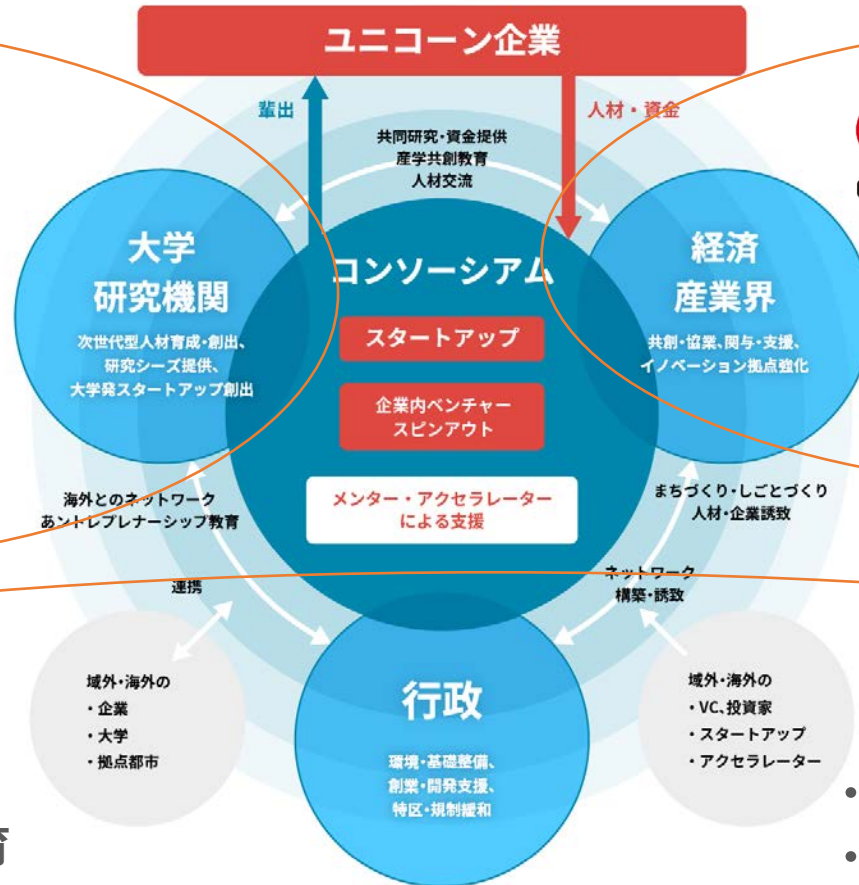 ユニコーン企業
輩出
人材・資金
共同研究・資金提供
産学共創教育
人材交流
大学
研究機関
次世代型人材育成・創出、
研究シーズ提供、
大学発スタートアップ創出
コンソーシアム
スタートアップ
企業内ベンチャー
スピンアウト
メンター・アクセラレーター
による支援
経済
産業界
共創・協業、関与・支援、
イノベーション拠点強化
海外とのネットワーク
あントレプレナーシップ教育
まちづくり・しごとづくり
人材・企業誘致
連携
ネットワーク
構築・誘致
域外・海外の
・企業
・大学
・拠点都市
行政
環境・基礎整備、
創業・開発支援、
特区・規制緩和
域外・海外の
・VC、投資家
・スタートアップ
・アクセラレーター
育
•
•